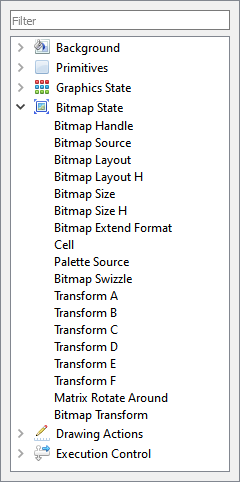 Filter
Background
Primitives
Graphics State
Bitmap State
Bitmap Handle
Bitmap Source
Bitmap Layout
Bitmap Layout H
Bitmap Size
Bitmap Size H
Bitmap Extend Format
Cell
Palette Source
Bitmap Swizzle
Transform A
Transform B
Transform C
Transform D
Transform E
Transform F
Matrix Rotate Around
Bitmap Transform
Drawing Actions
Execution Control